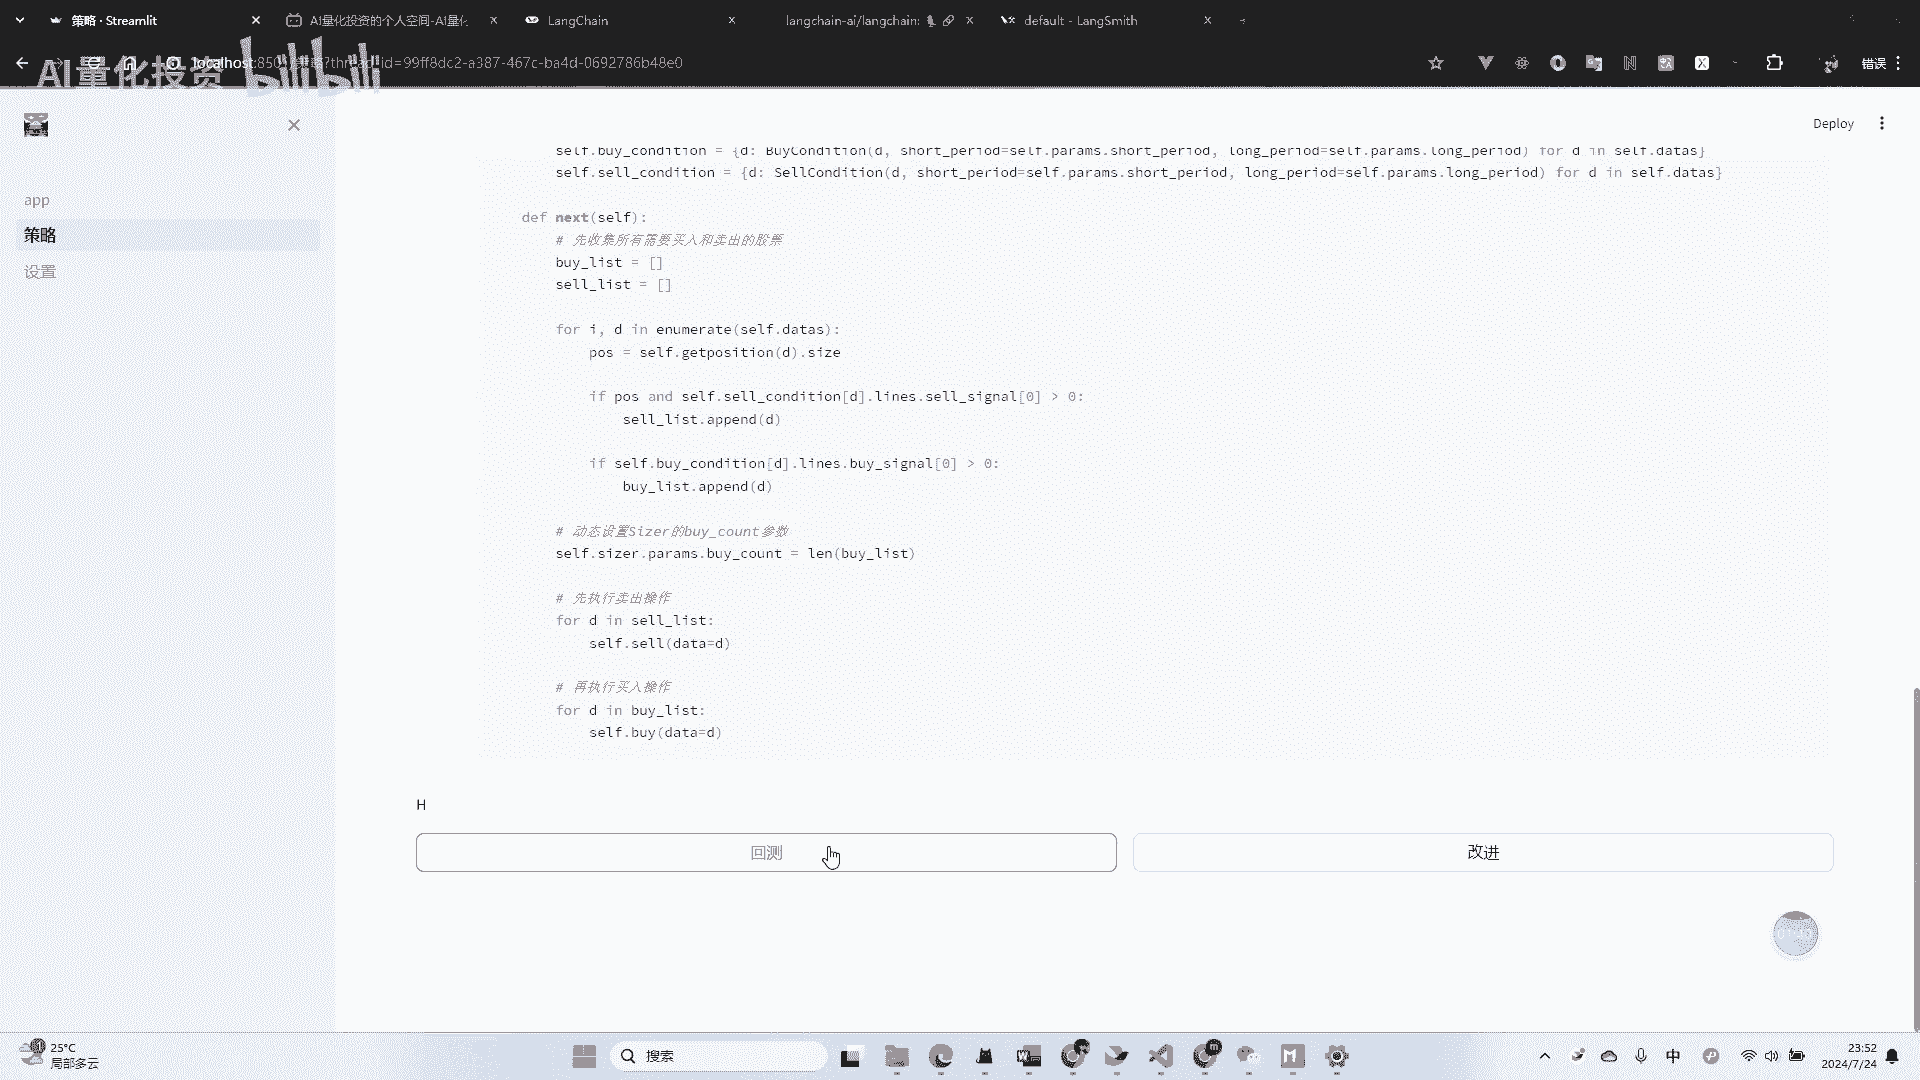 策略 · Streamlit
AI量化投资的个人空间-AI量化
LangChain
langchain-ai/langchain:
default - LangSmith
AI量化投资 bilibili
id=99ff8dc2-a387-467c-ba4d-0692786b48e0
错误
Deploy
app
策略
设置
self.buy_condition = {d: BuyCondition(d, short_period=self.params.short_period, long_period=self.params.long_period) for d in self.datas}
self.sell_condition = {d: SellCondition(d, short_period=self.params.short_period, long_period=self.params.long_period) for d in self.datas}
def next(self):
# 先收集所有需要买入和卖出的股票
buy_list = []
sell_list = []
for i, d in enumerate(self.datas):
pos = self.getposition(d).size
if pos and self.sell_condition[d].lines.sell_signal[0] > 0:
sell_list.append(d)
if self.buy_condition[d].lines.buy_signal[0] > 0:
buy_list.append(d)
# 动态设置Sizer的buy_count参数
self.sizer.params.buy_count = len(buy_list)
# 先执行卖出操作
for d in sell_list:
self.sell(data=d)
# 再执行买入操作
for d in buy_list:
self.buy(data=d)
H
回测
改进
25°C
局部多云
搜索
中
23:52
2024/7/24